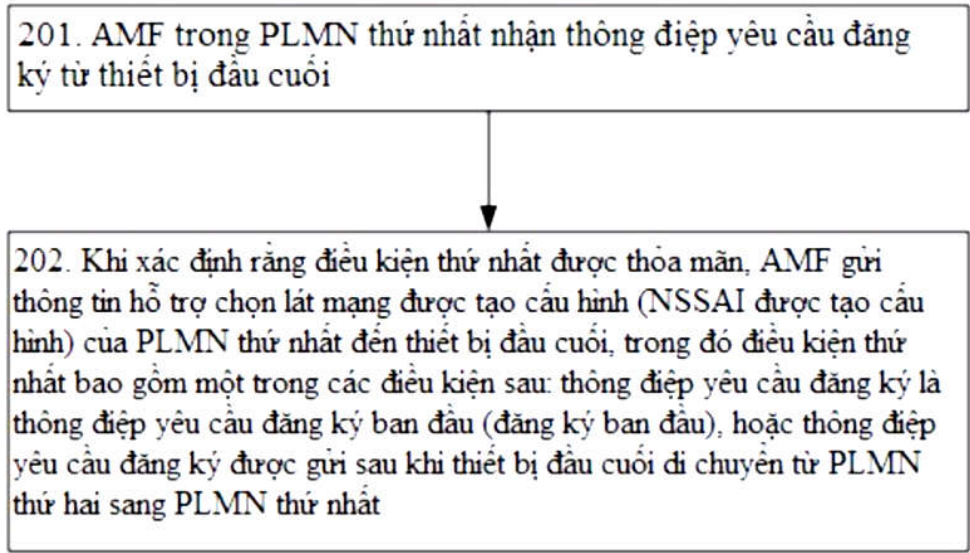 201. AMF trong PLMN thứ nhất nhận thông điệp yêu cầu đăng
ký từ thiết bị đầu cuối
202. Khi xác định rằng điều kiện thứ nhất được thỏa mãn, AMF gửi
thông tin hỗ trợ chọn lát mạng được tạo cấu hình (NSSAI được tạo cấu
hình) của PLMN thứ nhất đến thiết bị đầu cuối, trong đó điều kiện thứ
nhất bao gồm một trong các điều kiện sau: thông điệp yêu cầu đăng ký là
thông điệp yêu cầu đăng ký ban đầu (đăng ký ban đầu), hoặc thông điệp
yêu cầu đăng ký được gửi sau khi thiết bị đầu cuối di chuyển từ PLMN
thứ hai sang PLMN thứ nhất